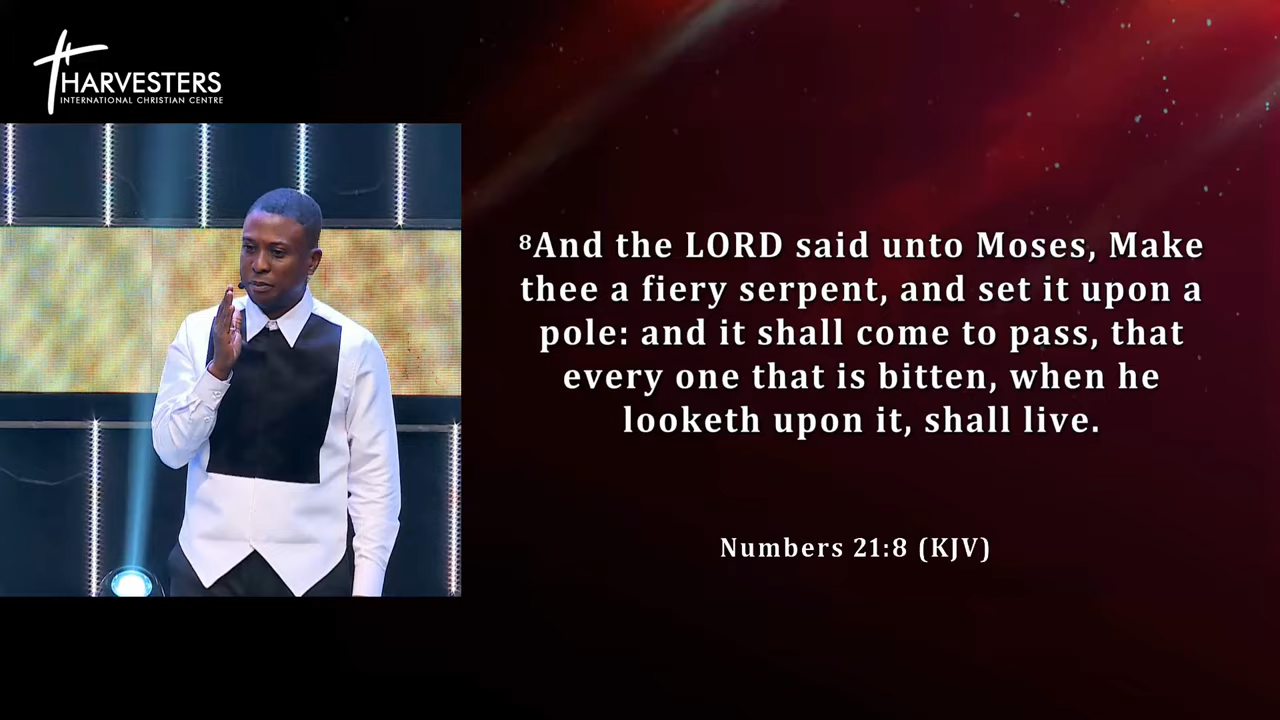 HARVESTERS
INTERNATIONAL CHRISTIAN CENTRE
⁸And the LORD said unto Moses, Make
thee a fiery serpent, and set it upon a
pole: and it shall come to pass, that
every one that is bitten, when he
looketh upon it, shall live.
Numbers 21:8 (KJV)